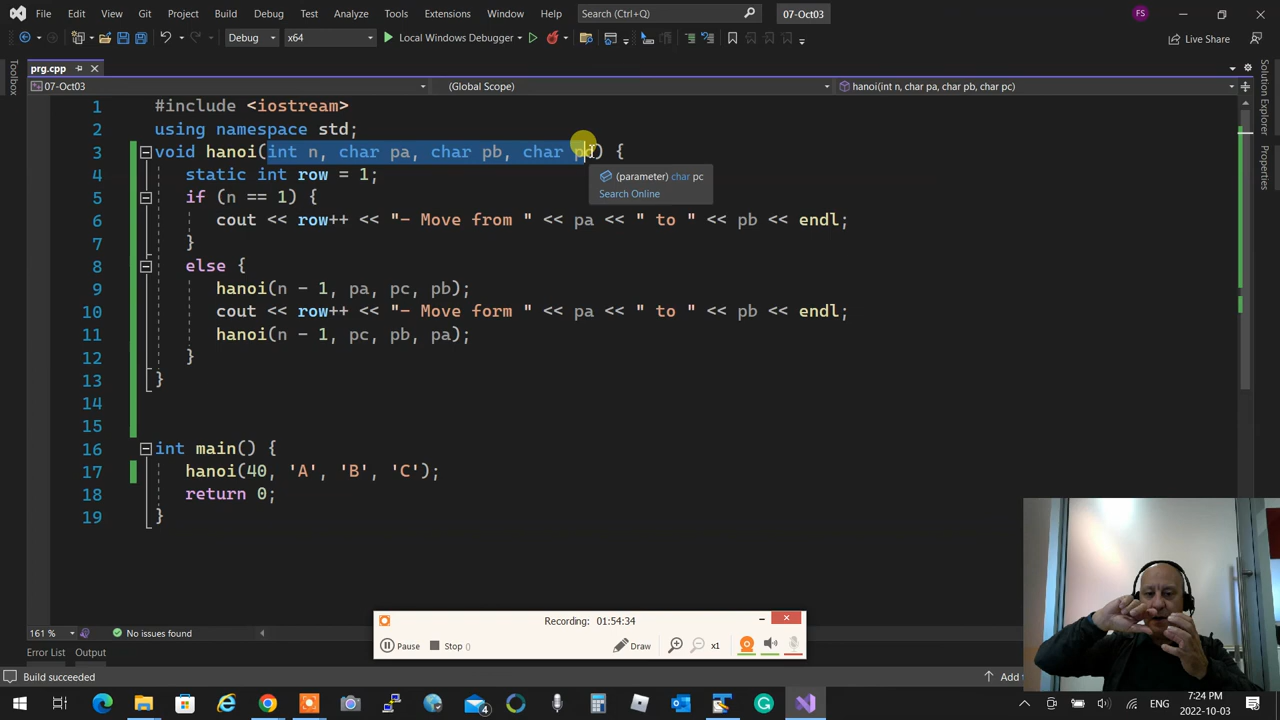 File Edit View Git Project Build Debug Test Analyze Tools Extensions Window Help Search (Ctrl+Q) 07-Oct03 FS
Debug x64 Local Windows Debugger Live Share
prg.cpp
07-Oct03 (Global Scope) hanoi(int n, char pa, char pb, char pc)
Toolbox
Solution Explorer
1 #include <iostream>
2 using namespace std;
3 void hanoi(int n, char pa, char pb, char pc) {
(parameter) char pc
Search Online
4 static int row = 1;
5 if (n == 1) {
6 cout << row++ << "- Move from " << pa << " to " << pb << endl;
7 }
8 else {
9 hanoi(n - 1, pa, pc, pb);
10 cout << row++ << "- Move form " << pa << " to " << pb << endl;
11 hanoi(n - 1, pc, pb, pa);
12 }
13 }
14
15
16 int main() {
17 hanoi(40, 'A', 'B', 'C');
18 return 0;
19 }
161 % No issues found
Error List Output
Build succeeded
Add to
Recording: 01:54:34
Pause Stop () Draw x1
4
ENG 7:24 PM
2022-10-03